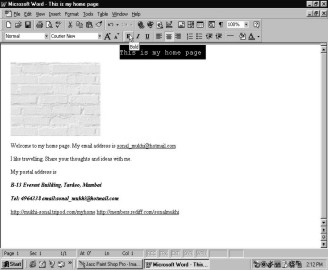 Microsoft Word - This is my home page
File Edit View Insert Format Tools Table Window Help
100%
Normal Courier New
Bold
This is my home page
Welcome to my home page. My email address is sonal_mukhi@hotmail.com
I like travelling. Share your thoughts and ideas with me.
My postal address is
B-13 Everest Building, Tardeo, Mumbai
Tel: 4964233 email:sonal_mukhi@hotmail.com
http://mukhi-sonal.tripod.com/myhome http://members.rediff.com/sonalmukhi
Page 1 Sec 1 1/1 At 0" Ln Col 1
Start Jasc Paint Shop Pro - Ima... Microsoft Word - This... 2:12 PM